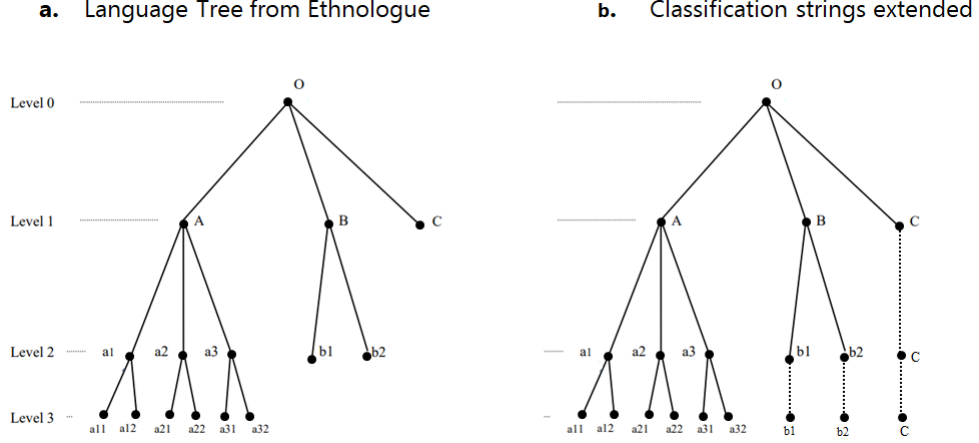 a. Language Tree from Ethnologue
b. Classification strings extended
O
O
Level 0
Level 1
A
B
C
A
B
C
Level 2
a1
a2
a3
b1
b2
a1
a2
a3
b1
b2
C
Level 3
a11
a12
a21
a22
a31
a32
a11
a12
a21
a22
a31
a32
b1
b2
C